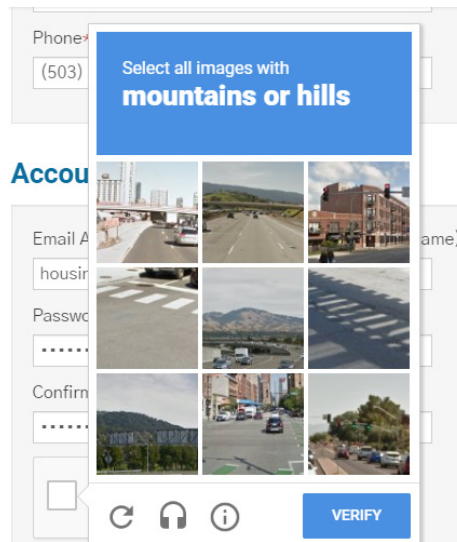 Phone*
(503)
Select all images with
mountains or hills
Accou
Email A
ame)
housin
Passwo
Confirm
VERIFY